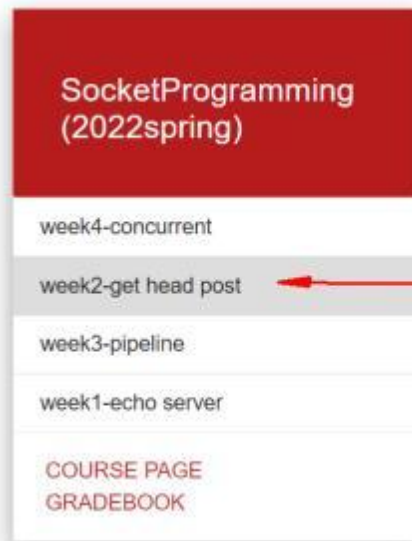 SocketProgramming
(2022spring)
week4-concurrent
week2-get head post
week3-pipeline
week1-echo server
COURSE PAGE
GRADEBOOK